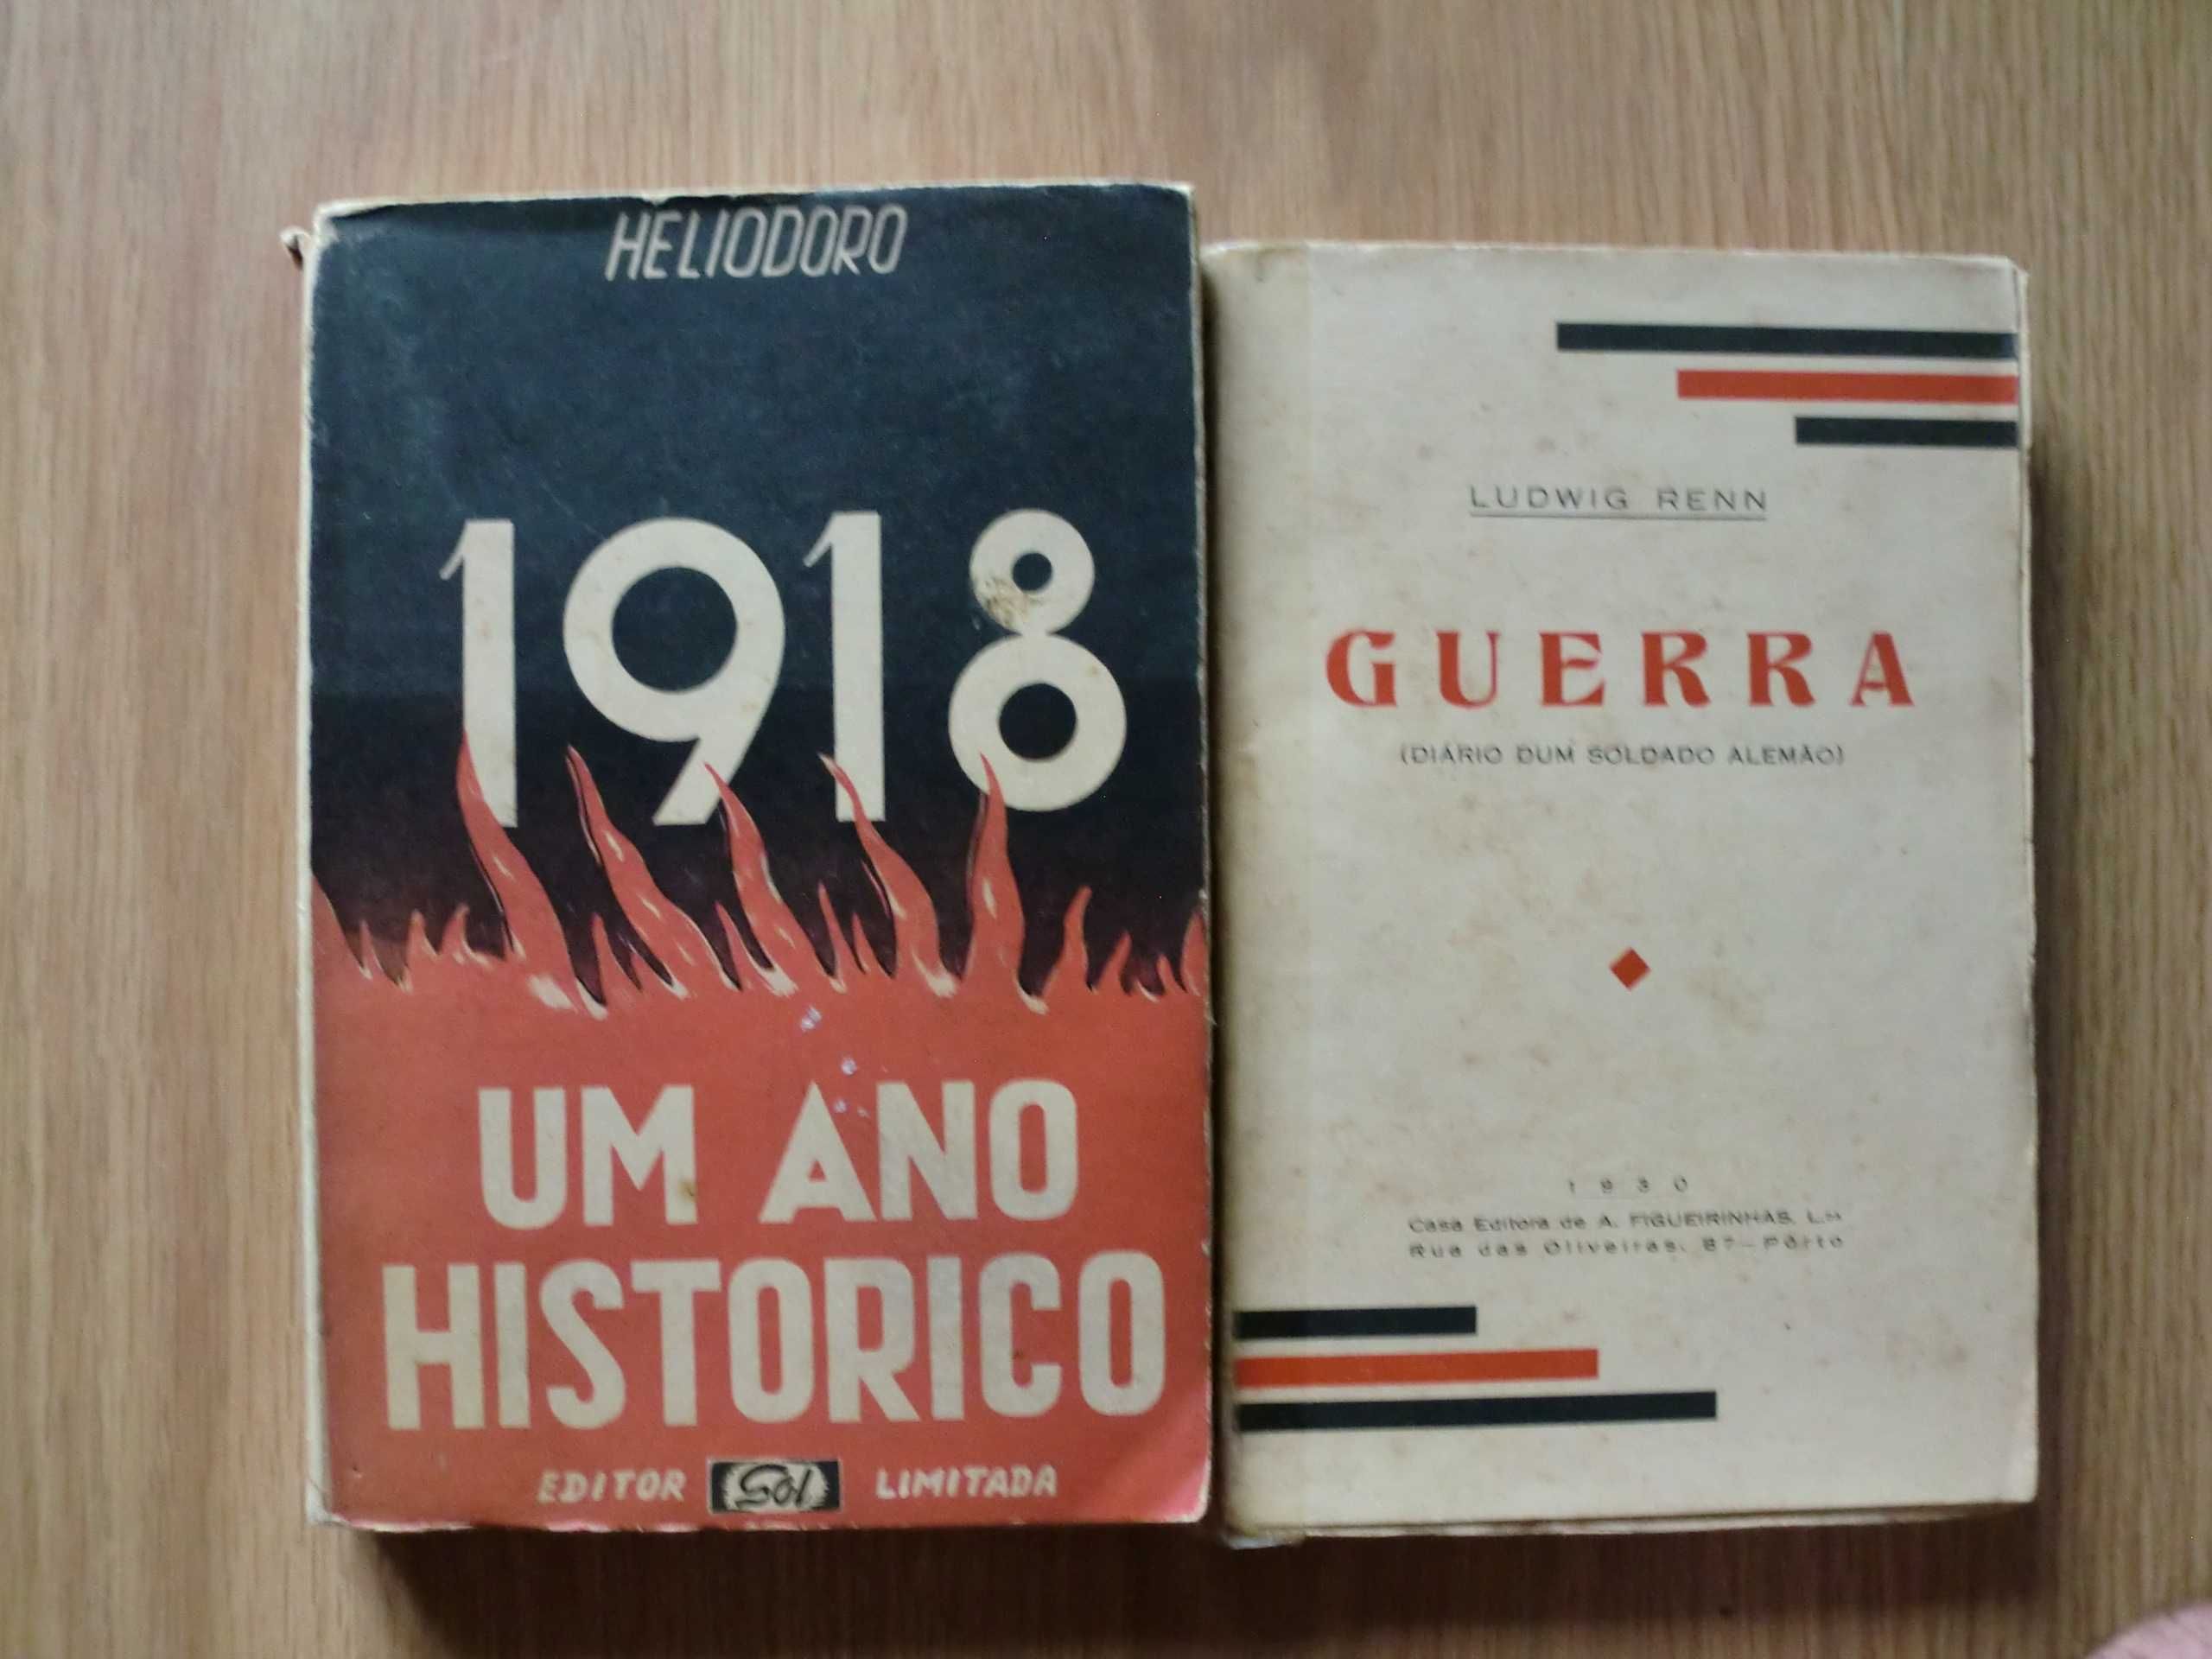 HELIODORO
1918
UM ANO
HISTORICO
EDITOR Sol LIMITADA
LUDWIG RENN
GUERRA
(DIÁRIO DUM SOLDADO ALEMÃO)
1930
Casa Editora de A. FIGUEIRINHAS, L.da
Rua das Oliveiras, 87—Pôrto